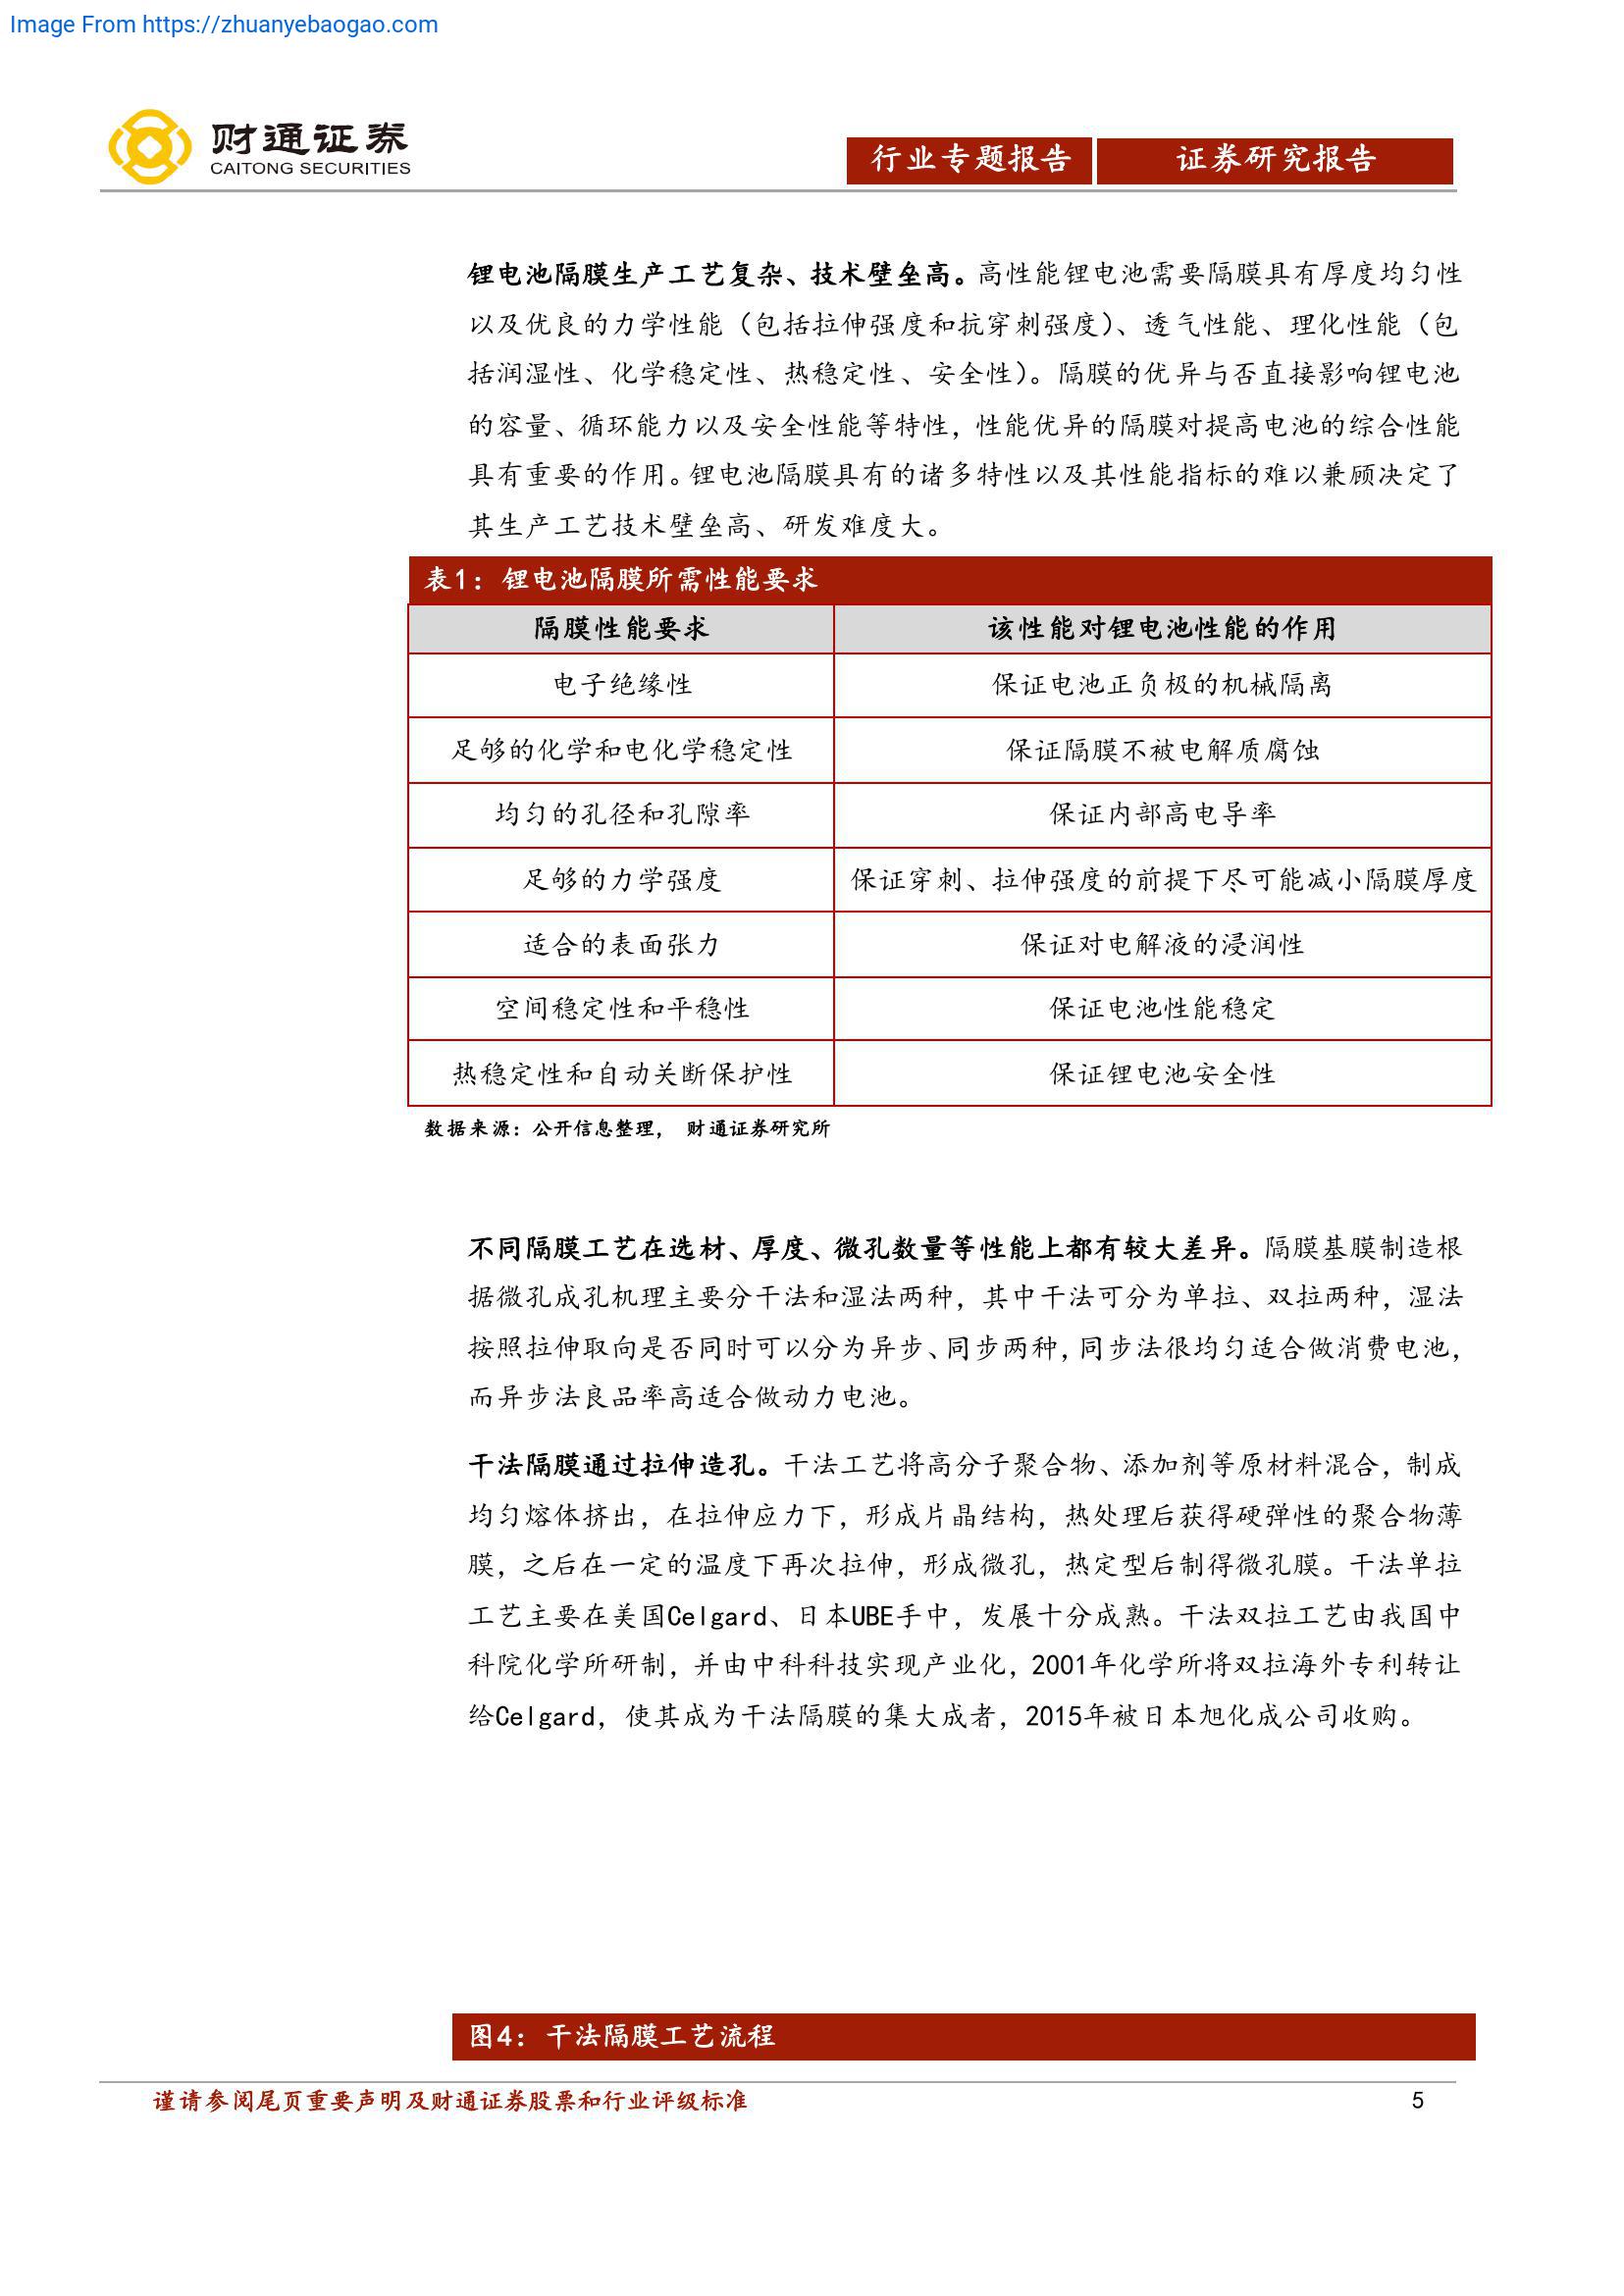 Image From https://zhuanyebaogao.com
财通证券
CAITONG SECURITIES
行业专题报告 证券研究报告
锂电池隔膜生产工艺复杂、技术壁垒高。高性能锂电池需要隔膜具有厚度均匀性
以及优良的力学性能（包括拉伸强度和抗穿刺强度）、透气性能、理化性能（包
括润湿性、化学稳定性、热稳定性、安全性）。隔膜的优异与否直接影响锂电池
的容量、循环能力以及安全性能等特性，性能优异的隔膜对提高电池的综合性能
具有重要的作用。锂电池隔膜具有的诸多特性以及其性能指标的难以兼顾决定了
其生产工艺技术壁垒高、研发难度大。
表1：锂电池隔膜所需性能要求
隔膜性能要求 该性能对锂电池性能的作用
电子绝缘性 保证电池正负极的机械隔离
足够的化学和电化学稳定性 保证隔膜不被电解质腐蚀
均匀的孔径和孔隙率 保证内部高电导率
足够的力学强度 保证穿刺、拉伸强度的前提下尽可能减小隔膜厚度
适合的表面张力 保证对电解液的浸润性
空间稳定性和平稳性 保证电池性能稳定
热稳定性和自动关断保护性 保证锂电池安全性
数据来源：公开信息整理， 财通证券研究所
不同隔膜工艺在选材、厚度、微孔数量等性能上都有较大差异。隔膜基膜制造根
据微孔成孔机理主要分干法和湿法两种，其中干法可分为单拉、双拉两种，湿法
按照拉伸取向是否同时可以分为异步、同步两种，同步法很均匀适合做消费电池，
而异步法良品率高适合做动力电池。
干法隔膜通过拉伸造孔。干法工艺将高分子聚合物、添加剂等原材料混合，制成
均匀熔体挤出，在拉伸应力下，形成片晶结构，热处理后获得硬弹性的聚合物薄
膜，之后在一定的温度下再次拉伸，形成微孔，热定型后制得微孔膜。干法单拉
工艺主要在美国Celgard、日本UBE手中，发展十分成熟。干法双拉工艺由我国中
科院化学所研制，并由中科科技实现产业化，2001年化学所将双拉海外专利转让
给Celgard，使其成为干法隔膜的集大成者，2015年被日本旭化成公司收购。
图4：干法隔膜工艺流程
谨请参阅尾页重要声明及财通证券股票和行业评级标准 5